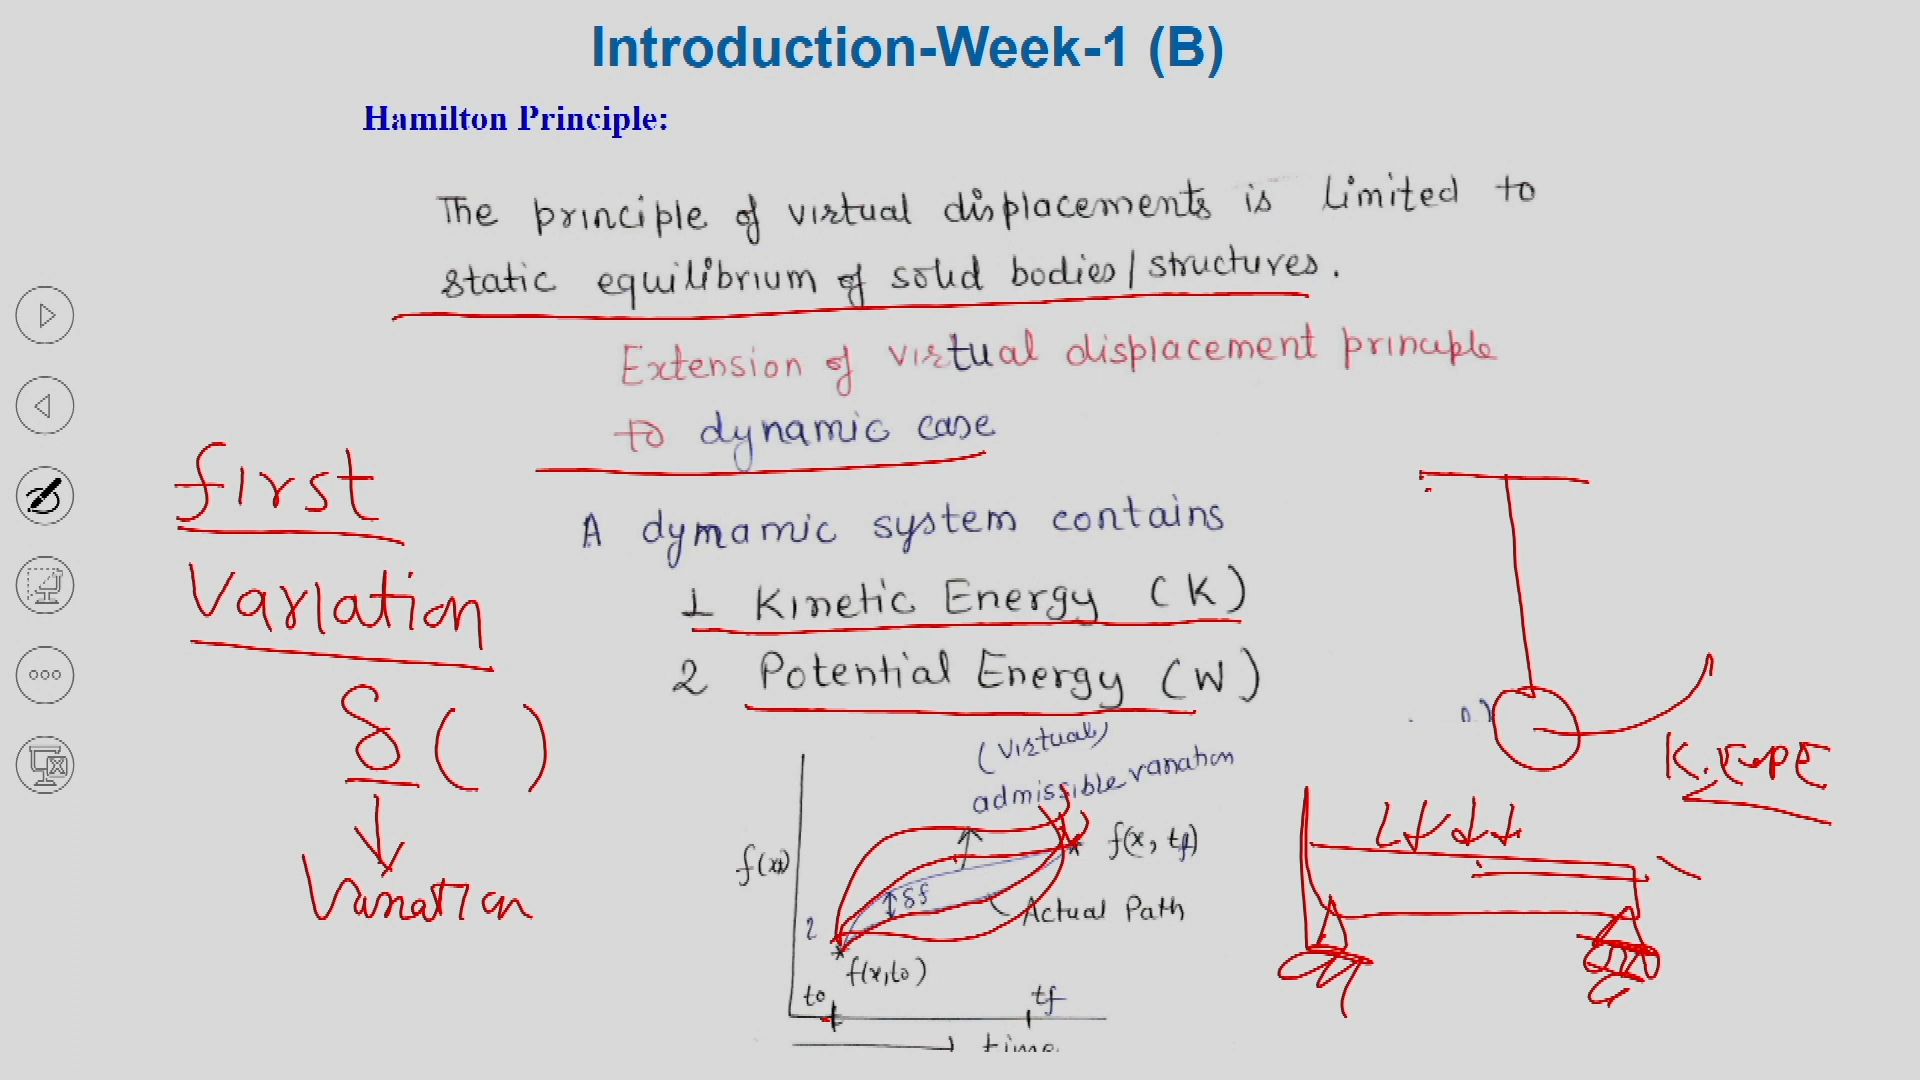 Introduction-Week-1 (B)
Hamilton Principle:
The principle of virtual displacements is limited to
static equilibrium of solid bodies / structures.
Extension of virtual displacement principle
to dynamic case
A dynamic system contains
1 Kinetic Energy (K)
2 Potential Energy (W)
first
Variation
δ ( )
Variation
(virtual)
admissible variation
f(x, tf)
δf
Actual Path
f(x, to)
to
tf
time